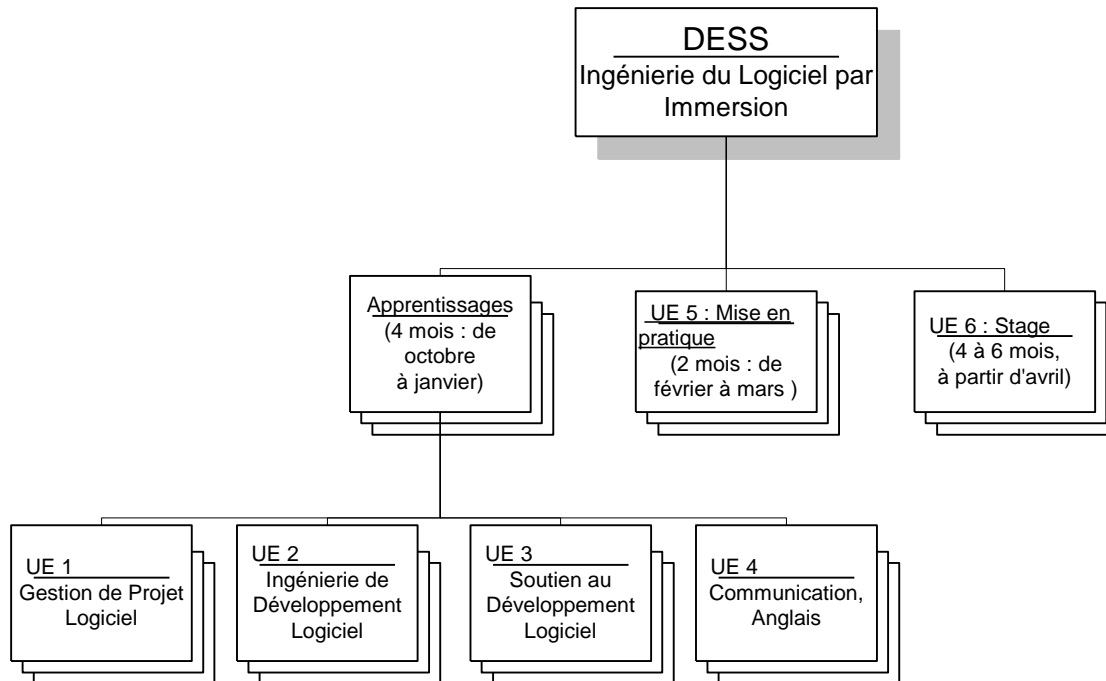 DESS
Ingénierie du Logiciel par
Immersion
Apprentissages
(4 mois : de
octobre
à janvier)
UE 5 : Mise en
pratique
(2 mois : de
février à mars )
UE 6 : Stage
(4 à 6 mois,
à partir d'avril)
UE 1
Gestion de Projet
Logiciel
UE 2
Ingénierie de
Développement
Logiciel
UE 3
Soutien au
Développement
Logiciel
UE 4
Communication,
Anglais